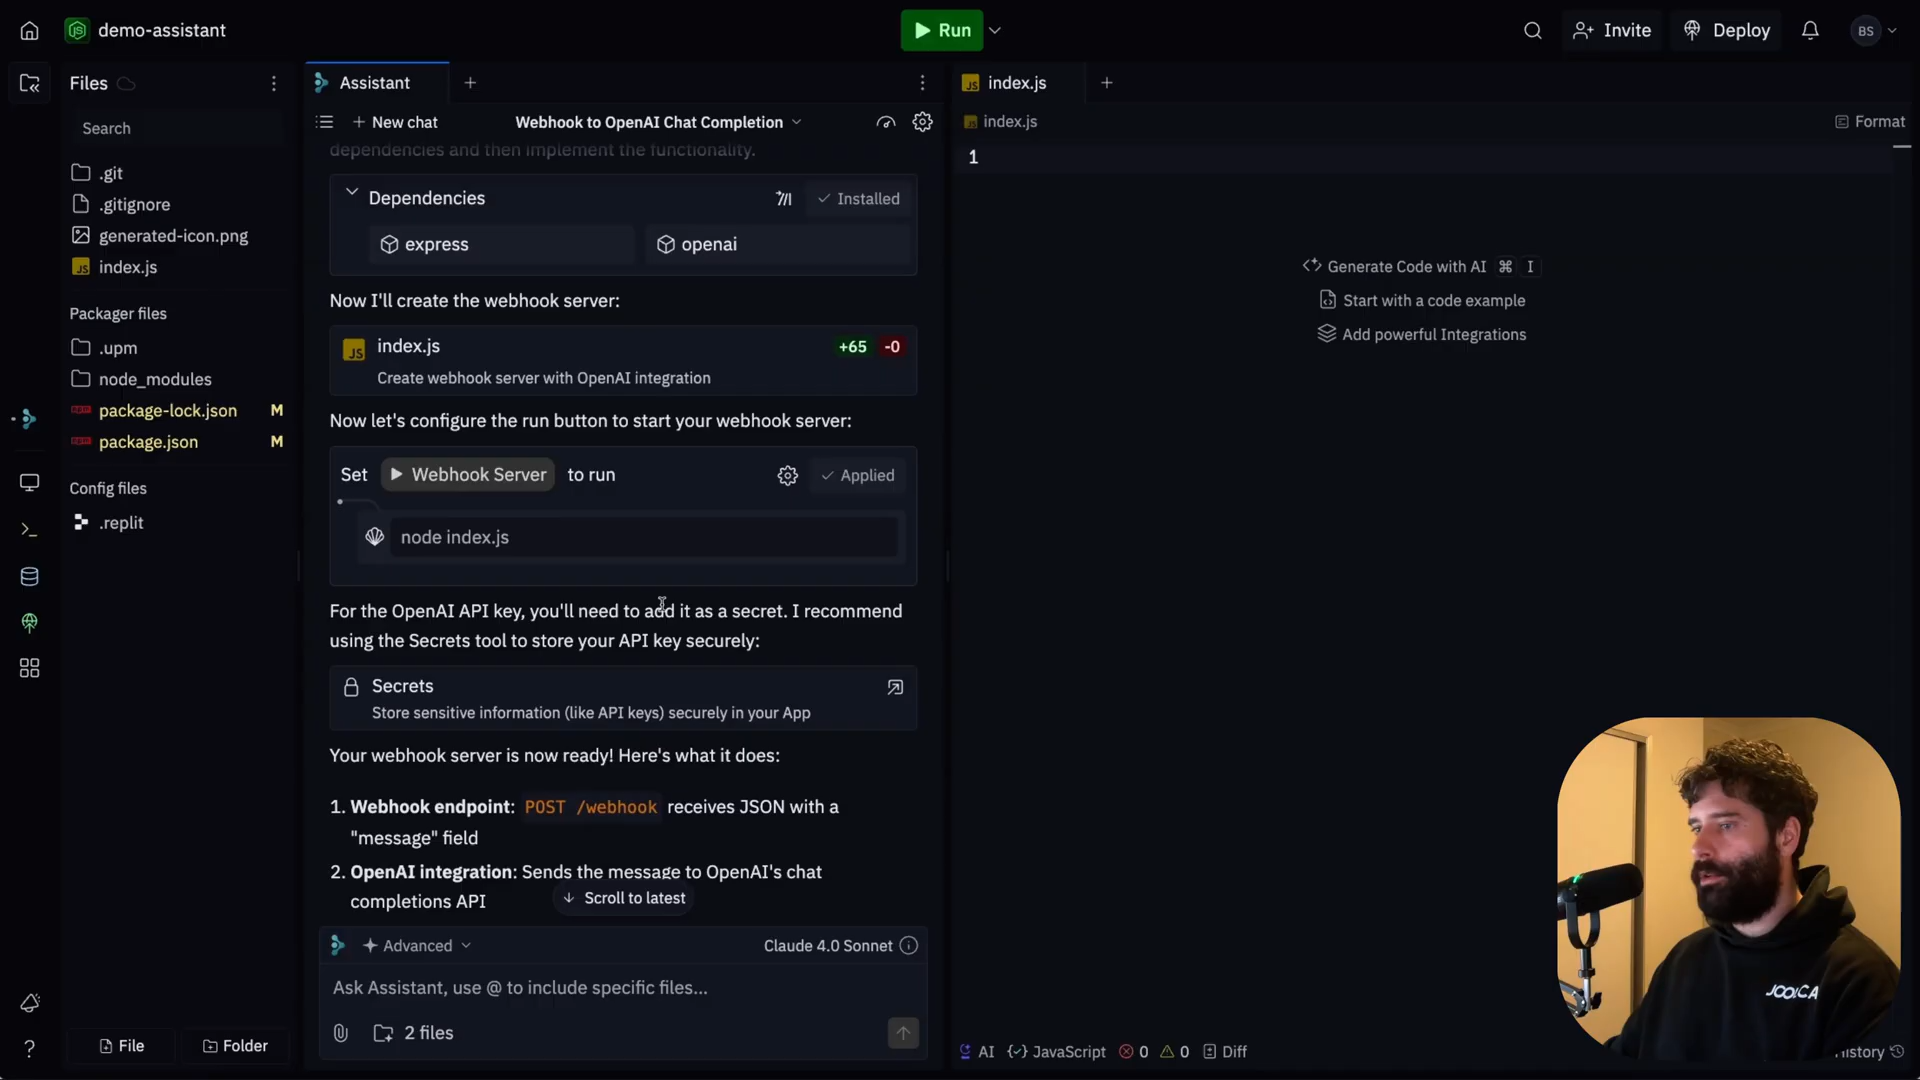 demo-assistant
Run
Invite
Deploy
BS
Files
Search
.git
.gitignore
generated-icon.png
index.js
Packager files
.upm
node_modules
package-lock.json M
package.json M
Config files
.replit
File
Folder
Assistant
New chat
Webhook to OpenAI Chat Completion
dependencies and then implement the functionality.
Dependencies
Installed
express
openai
Now I'll create the webhook server:
JS
index.js
+65 -0
Create webhook server with OpenAI integration
Now let's configure the run button to start your webhook server:
Set Webhook Server to run
Applied
node index.js
For the OpenAI API key, you'll need to add it as a secret. I recommend
using the Secrets tool to store your API key securely:
Secrets
Store sensitive information (like API keys) securely in your App
Your webhook server is now ready! Here's what it does:
1. Webhook endpoint: POST /webhook receives JSON with a
"message" field
2. OpenAI integration: Sends the message to OpenAI's chat
completions API
Scroll to latest
Advanced
Claude 4.0 Sonnet
Ask Assistant, use @ to include specific files...
2 files
JS index.js
JS index.js
Format
1
Generate Code with AI ⌘ I
Start with a code example
Add powerful Integrations
AI
JavaScript
0
0
Diff